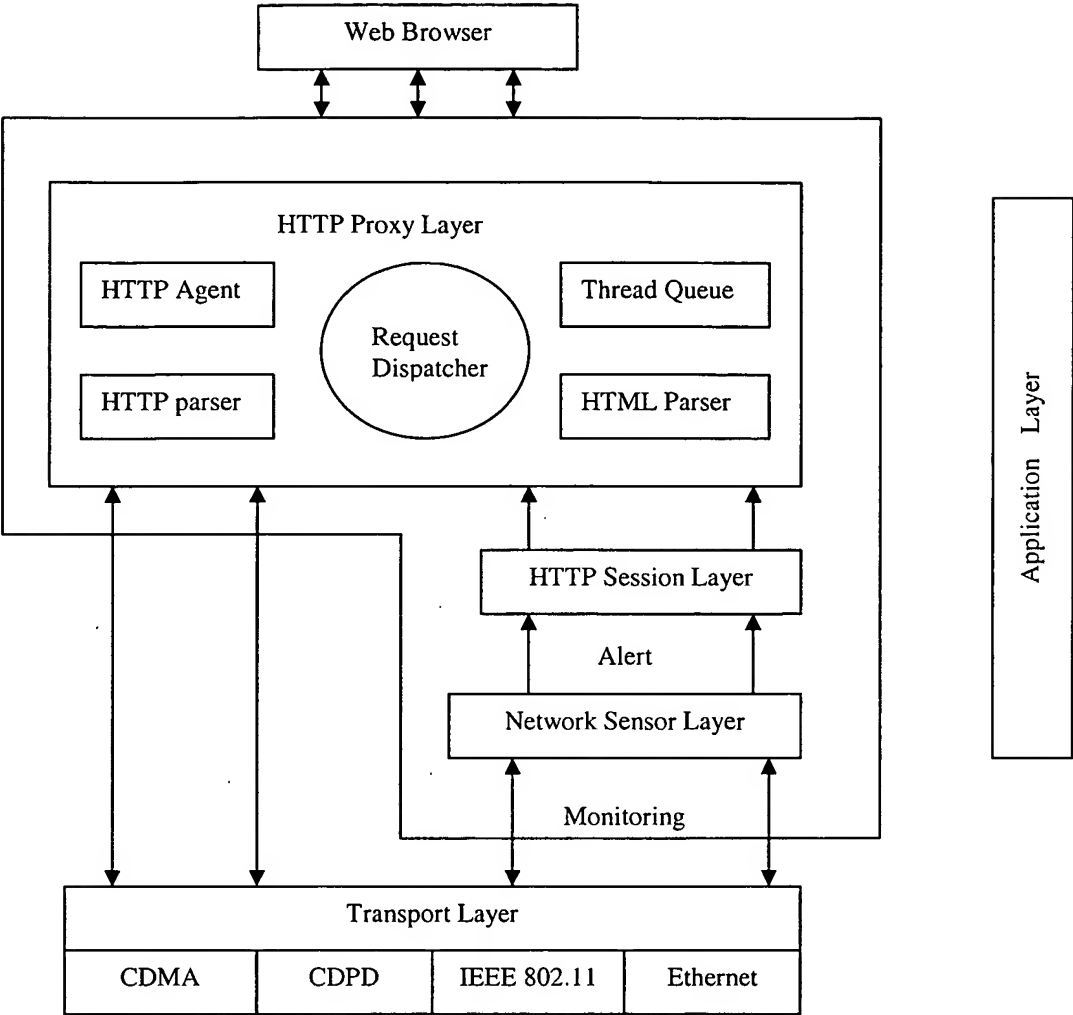 Web Browser
HTTP Proxy Layer
HTTP Agent
Thread Queue
Request
Dispatcher
HTTP parser
HTML Parser
HTTP Session Layer
Alert
Network Sensor Layer
Monitoring
Transport Layer
CDMA
CDPD
IEEE 802.11
Ethernet
Application Layer